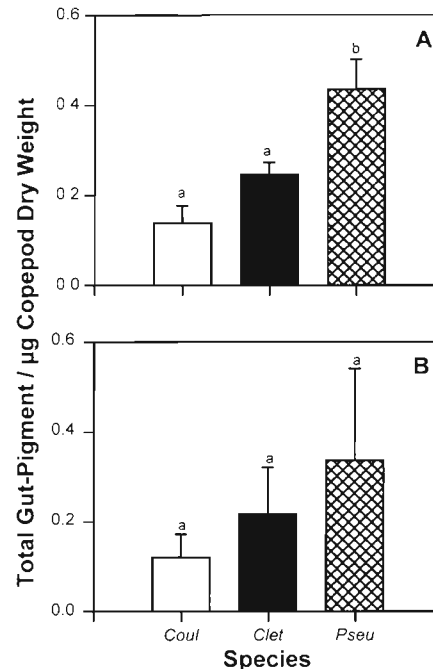 Total Gut-Pigment / µg Copepod Dry Weight
A
0.6
0.4
0.2
0 0
a
a
b
B
0.6
0.4
0.2
0.0
a
a
a
Coul Clet Pseu
Species